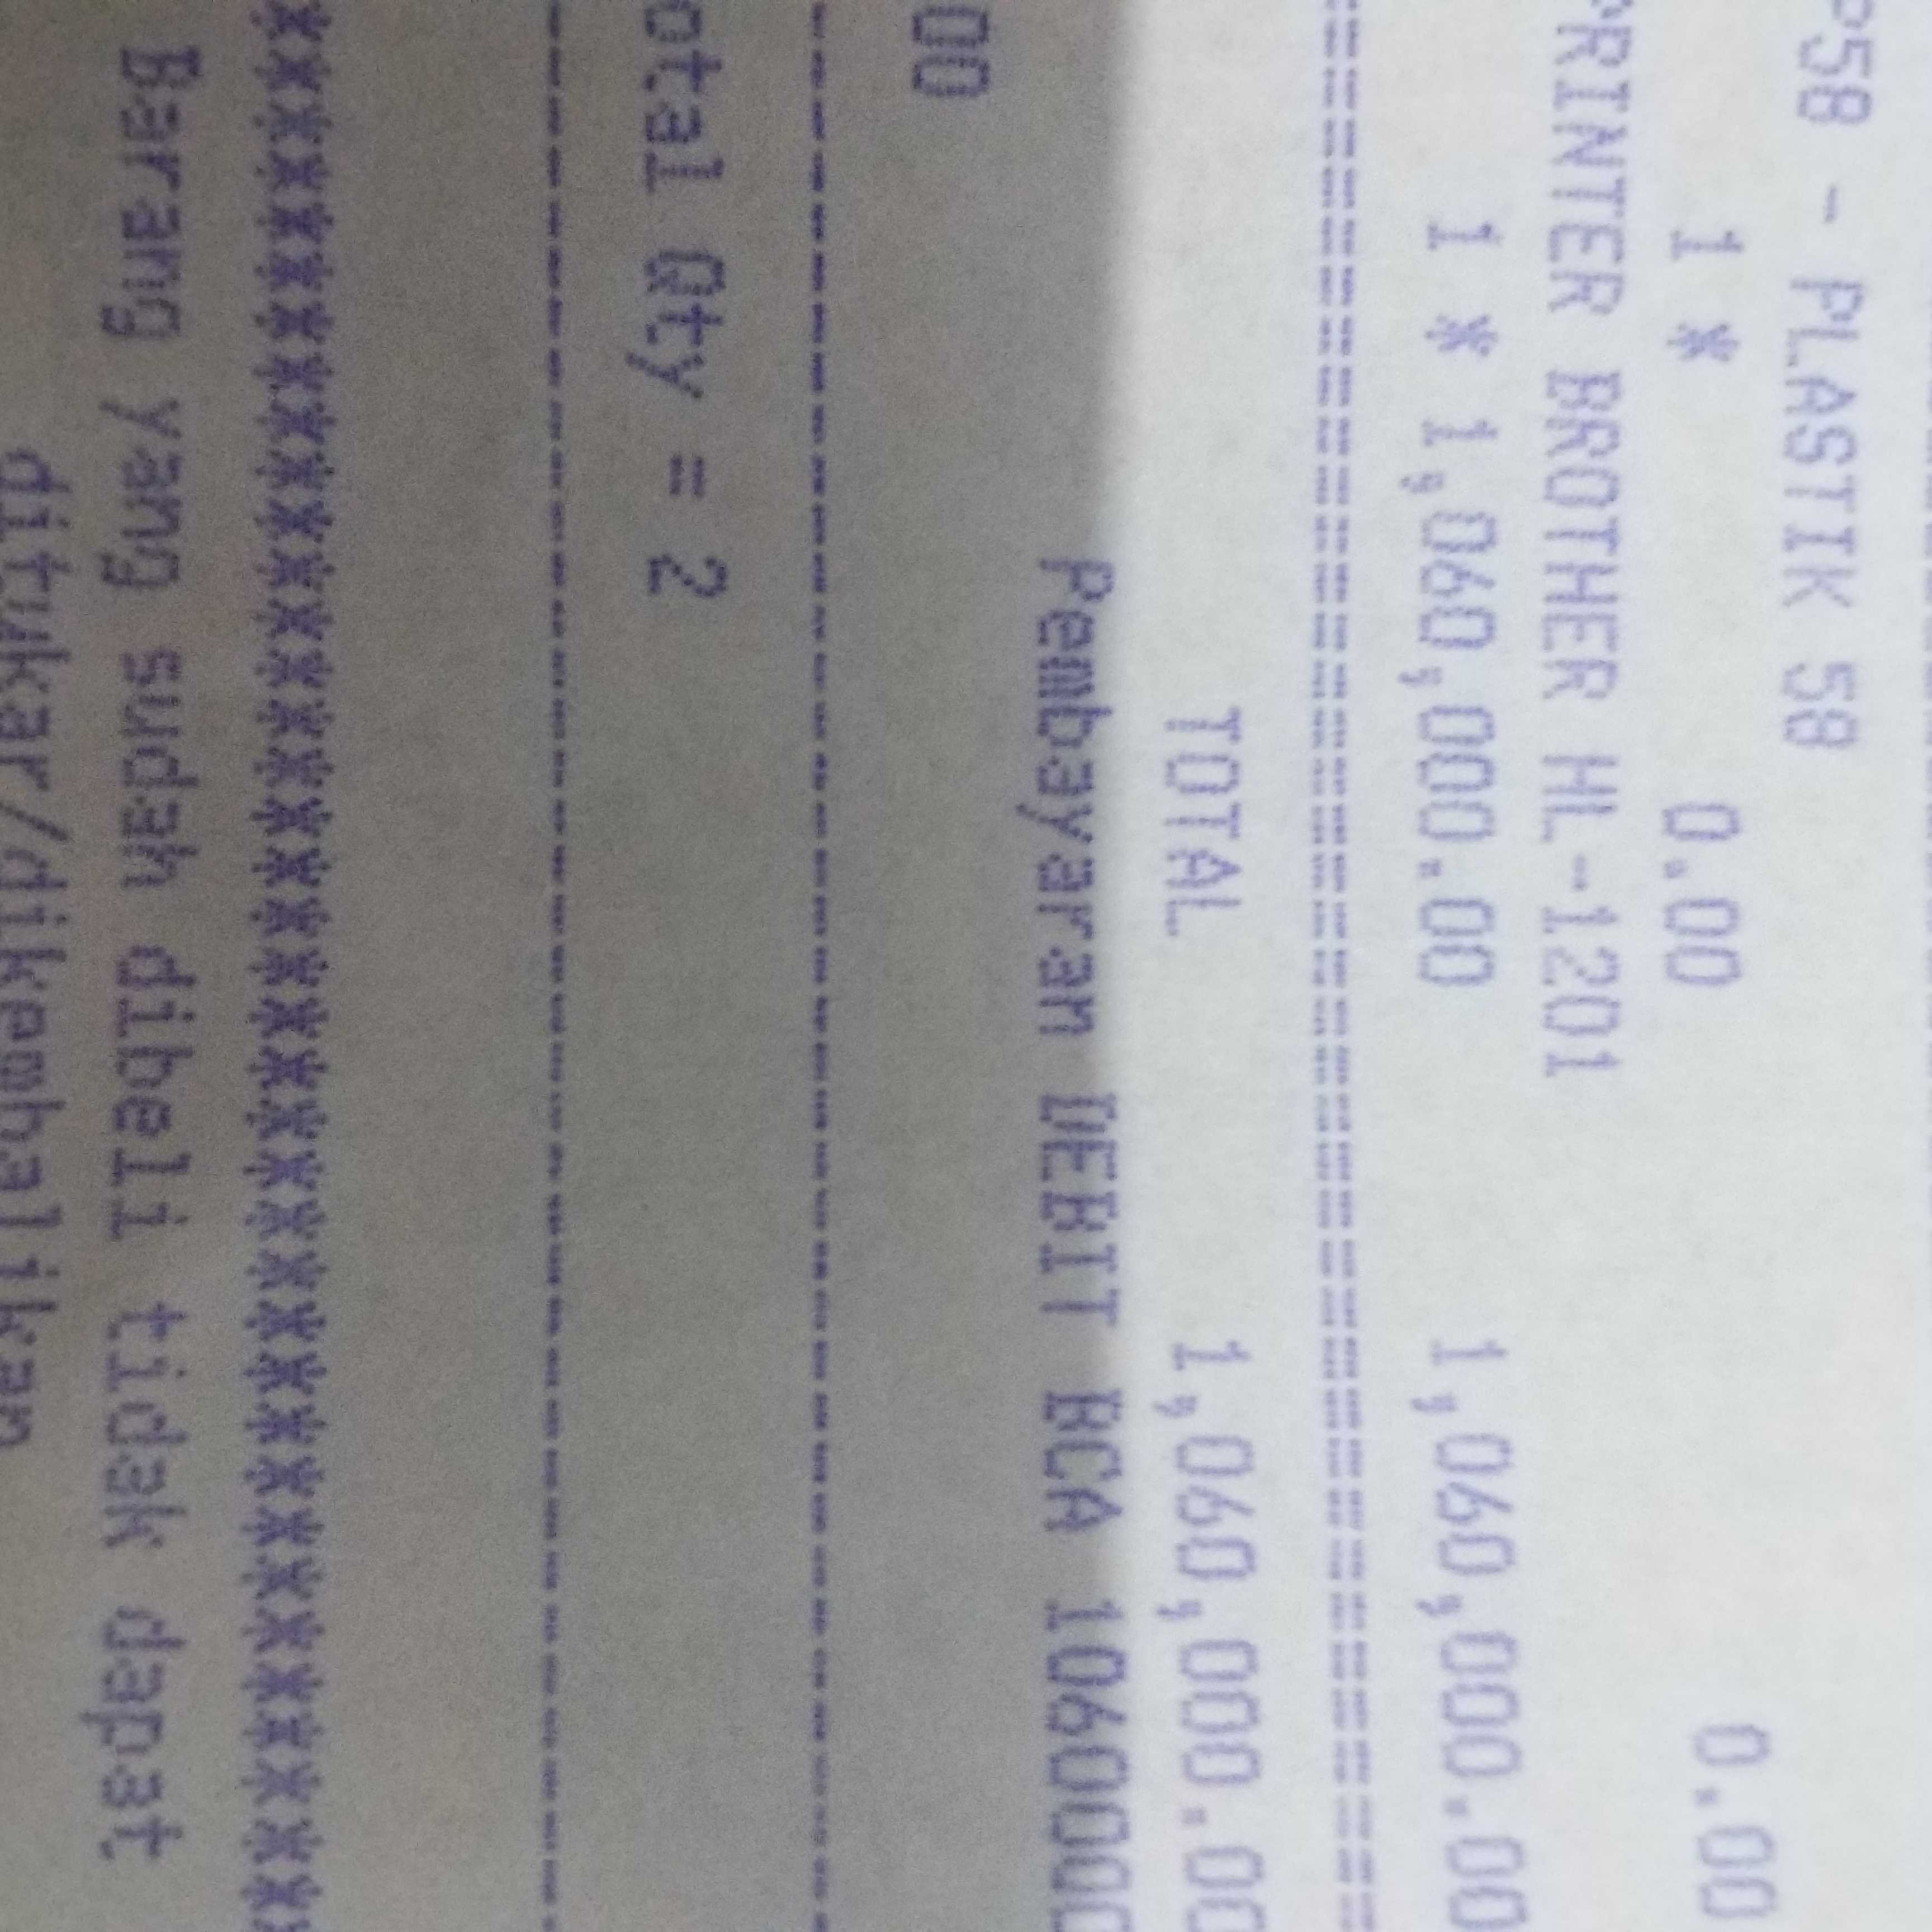 P58 - PLASTIK 58
1 * 0.00 0.00
PRINTER BROTHER HL-1201
1 * 1,060,000.00 1,060,000.00
TOTAL 1,060,000.00
Pembayaran DEBIT BCA 1060000
00
otal Qty = 2
Barang yang sudah dibeli tidak dapat
ditukar/dikembalikan